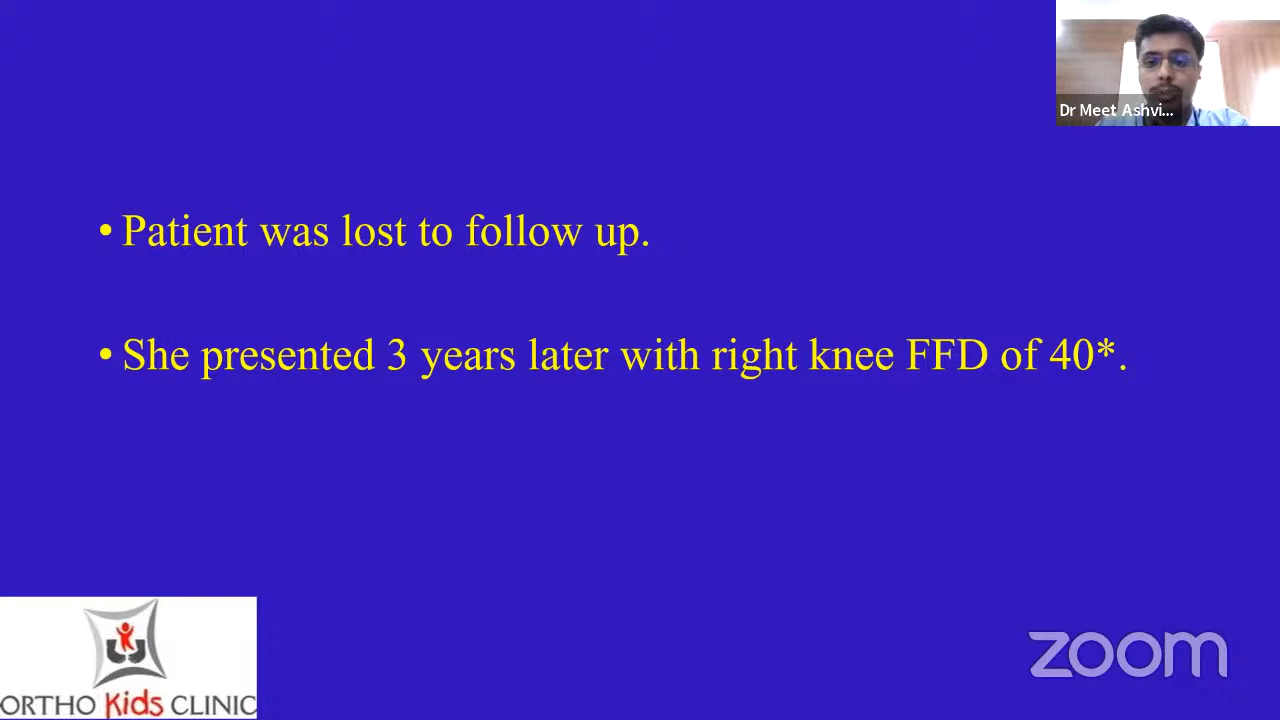 Dr Meet Ashvi...
• Patient was lost to follow up.
• She presented 3 years later with right knee FFD of 40*.
ORTHO Kids CLINIC
zoom